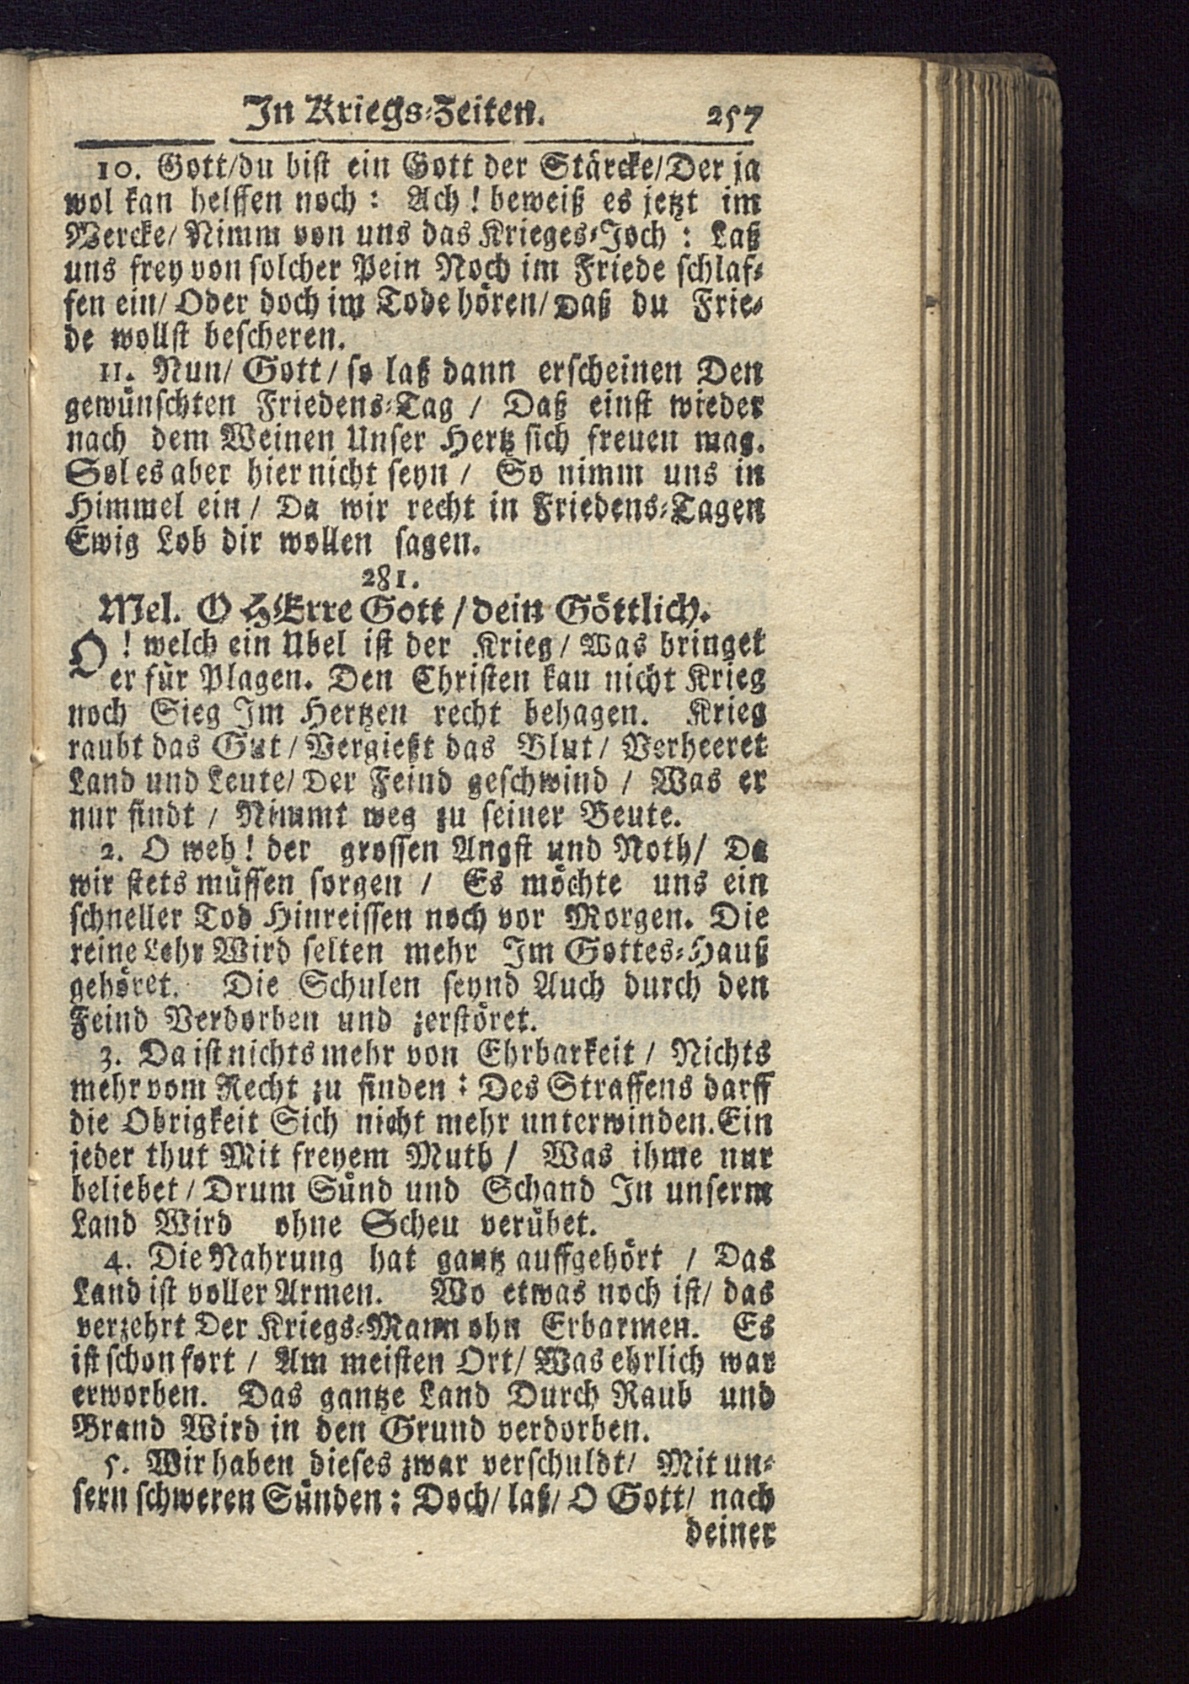 In Kriegs-Zeiten. 257
10. Gott/du bist ein Gott der Stärcke/Der ja
wol kan helffen noch: Ach! beweiß es jetzt im
Wercke/ Nimm von uns das Krieges-Joch: Laß
uns frey von solcher Pein Noch im Friede schlaf-
fen ein/ Oder doch im Tode hören/ Daß du Frie-
de wollst bescheren.
11. Nun/ Gott/ so laß dann erscheinen Den
gewünschten Friedens-Tag / Daß einst wieder
nach dem Weinen Unser Hertz sich freuen mag.
Sol es aber hier nicht seyn / So nimm uns in
Himmel ein / Da wir recht in Friedens-Tagen
Ewig Lob dir wollen sagen.
281.
Mel. O HErre Gott / dein Göttlich.
O! welch ein Ubel ist der Krieg/ Was bringet
er für Plagen. Den Christen kan nicht Krieg
noch Sieg Im Hertzen recht behagen. Krieg
raubt das Gut / Vergießt das Blut/ Verheeret
Land und Leute/ Der Feind geschwind / Was er
nur findt / Nimmt weg zu seiner Beute.
2. O weh! der grossen Angst und Noth/ Da
wir stets müssen sorgen / Es möchte uns ein
schneller Tod Hinreissen noch vor Morgen. Die
reine Lehr Wird selten mehr Im Gottes-Hauß
gehöret. Die Schulen seynd Auch durch den
Feind Verdorben und zerstöret.
3. Da ist nichts mehr von Ehrbarkeit / Nichts
mehr vom Recht zu finden: Des Straffens darff
die Obrigkeit Sich nicht mehr unterwinden. Ein
jeder thut Mit freyem Muth / Was ihme nur
beliebet / Drum Sünd und Schand In unserm
Land Wird ohne Scheu verübet.
4. Die Nahrung hat gantz auffgehört / Das
Land ist voller Armen. Wo etwas noch ist/ das
verzehrt Der Kriegs-Mann ohn Erbarmen. Es
ist schon fort / Am meisten Ort/ Was ehrlich war
erworben. Das gantze Land Durch Raub und
Brand Wird in den Grund verdorben.
5. Wir haben dieses zwar verschuldt/ Mit un-
sern schweren Sünden: Doch/ laß/ O Gott/ nach
deiner